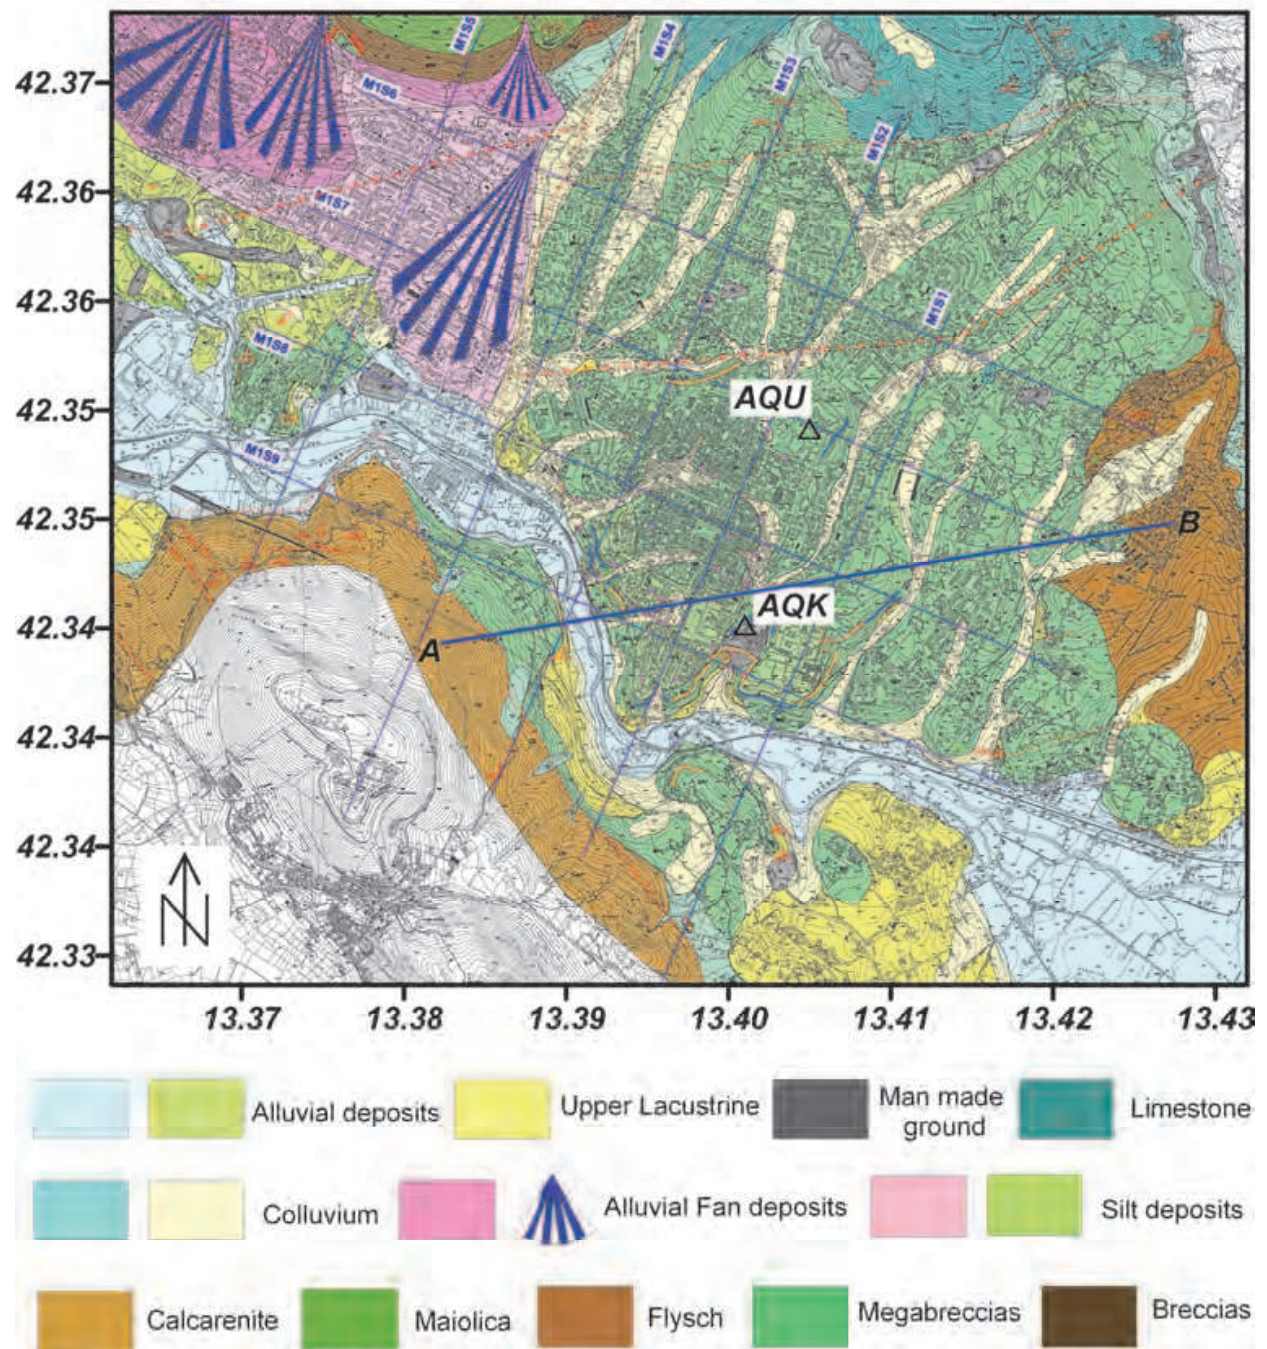 M1S5
M1S4
M1S3
M1S6
M1S2
M1S7
M1S1
M1S8
M1S9
AQU
AQK
A
B
N
42.37
42.36
42.36
42.35
42.35
42.34
42.34
42.34
42.33
13.37
13.38
13.39
13.40
13.41
13.42
13.43
Alluvial deposits
Upper Lacustrine
Man made
ground
Limestone
Colluvium
Alluvial Fan deposits
Silt deposits
Calcarenite
Maiolica
Flysch
Megabreccias
Breccias